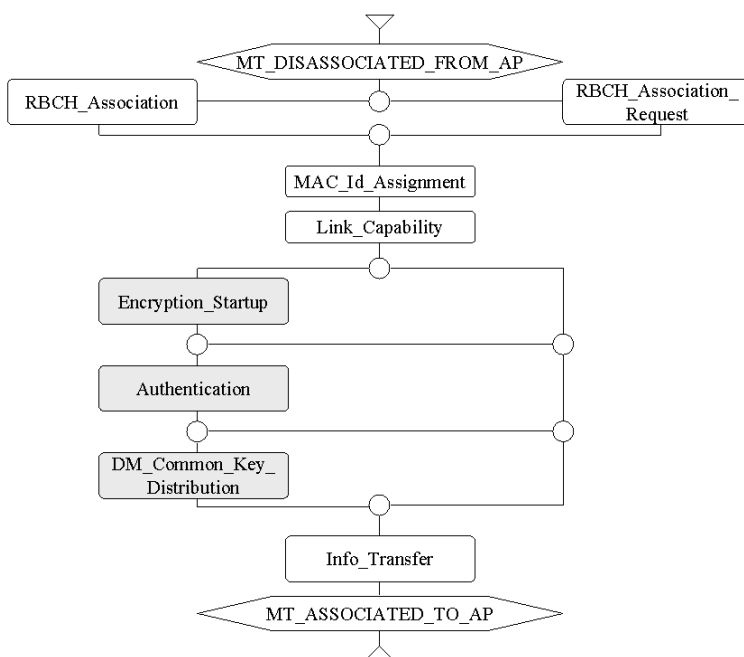 MT_DISASSOCIATED_FROM_AP
RBCH_Association
RBCH_Association_
Request
MAC_Id_Assignment
Link_Capability
Encryption_Startup
Authentication
DM_Common_Key_
Distribution
Info_Transfer
MT_ASSOCIATED_TO_AP